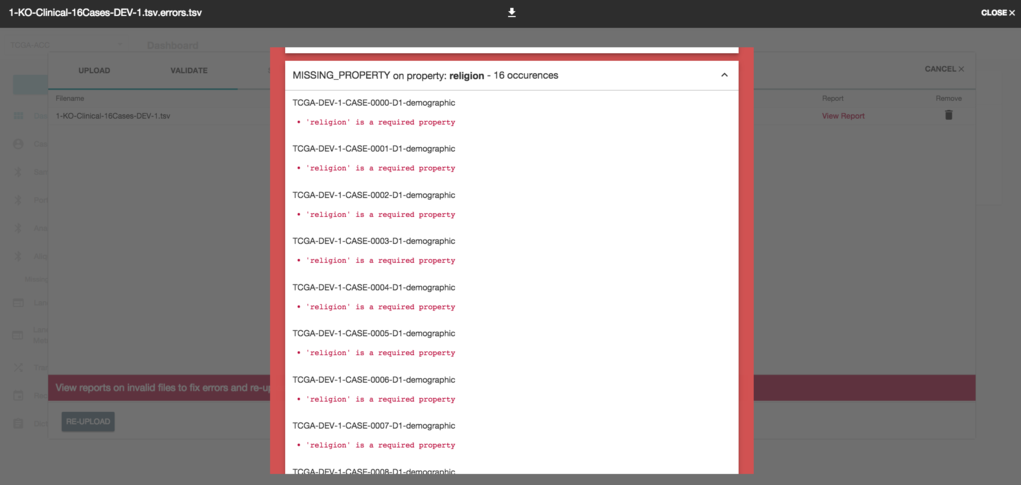 1-KO-Clinical-16Cases-DEV-1.tsv.errors.tsv
CLOSE ×
Dashboard
UPLOAD
VALIDATE
CANCEL ×
Filename
Report
Remove
1-KO-Clinical-16Cases-DEV-1.tsv
View Report
MISSING_PROPERTY on property: religion - 16 occurences
TCGA-DEV-1-CASE-0000-D1-demographic
• 'religion' is a required property
TCGA-DEV-1-CASE-0001-D1-demographic
• 'religion' is a required property
TCGA-DEV-1-CASE-0002-D1-demographic
• 'religion' is a required property
TCGA-DEV-1-CASE-0003-D1-demographic
• 'religion' is a required property
TCGA-DEV-1-CASE-0004-D1-demographic
• 'religion' is a required property
TCGA-DEV-1-CASE-0005-D1-demographic
• 'religion' is a required property
TCGA-DEV-1-CASE-0006-D1-demographic
• 'religion' is a required property
TCGA-DEV-1-CASE-0007-D1-demographic
• 'religion' is a required property
TCGA-DEV-1-CASE-0008-D1-demographic
View reports on invalid files to fix errors and re-up
RE-UPLOAD